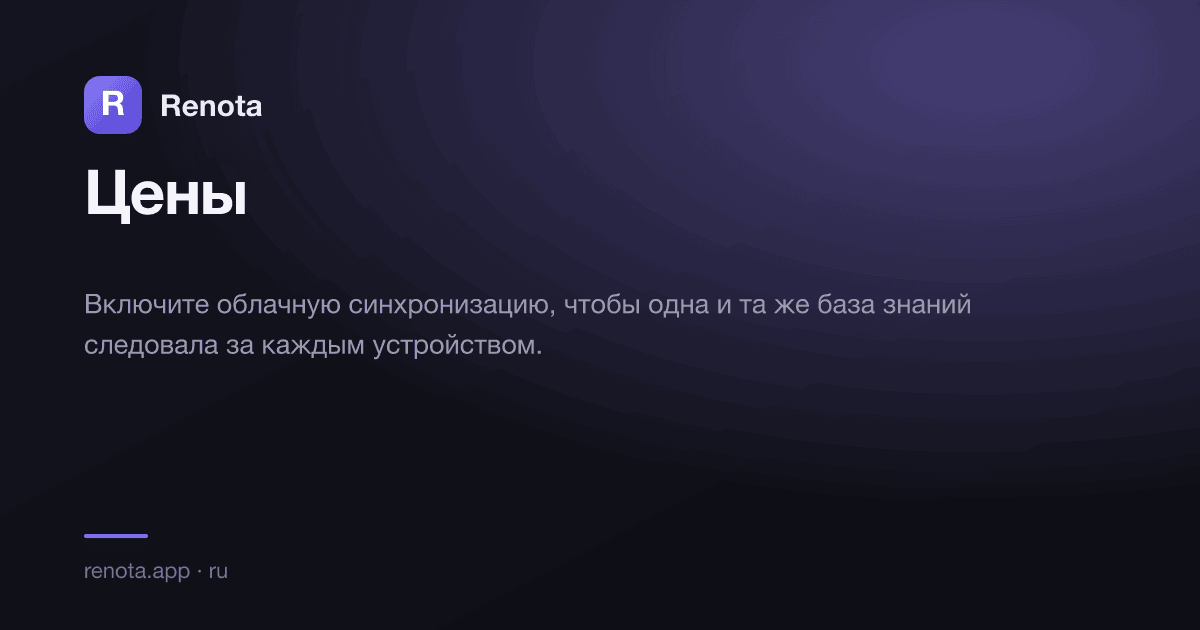 R
Renota
Цены
Включите облачную синхронизацию, чтобы одна и та же база знаний
следовала за каждым устройством.
renota.app · ru